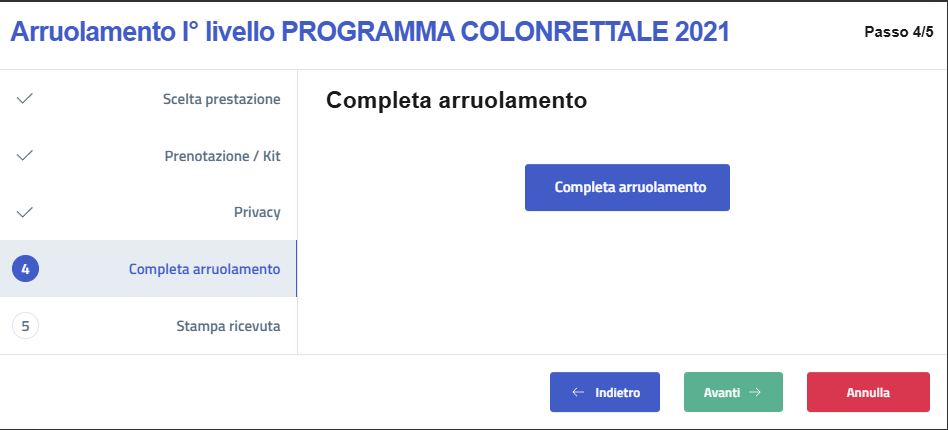 Arruolamento I° livello PROGRAMMA COLONRETTALE 2021
Passo 4/5
Scelta prestazione
Prenotazione / Kit
Privacy
4 Completa arruolamento
5 Stampa ricevuta
Completa arruolamento
Completa arruolamento
← Indietro
Avanti →
Annulla